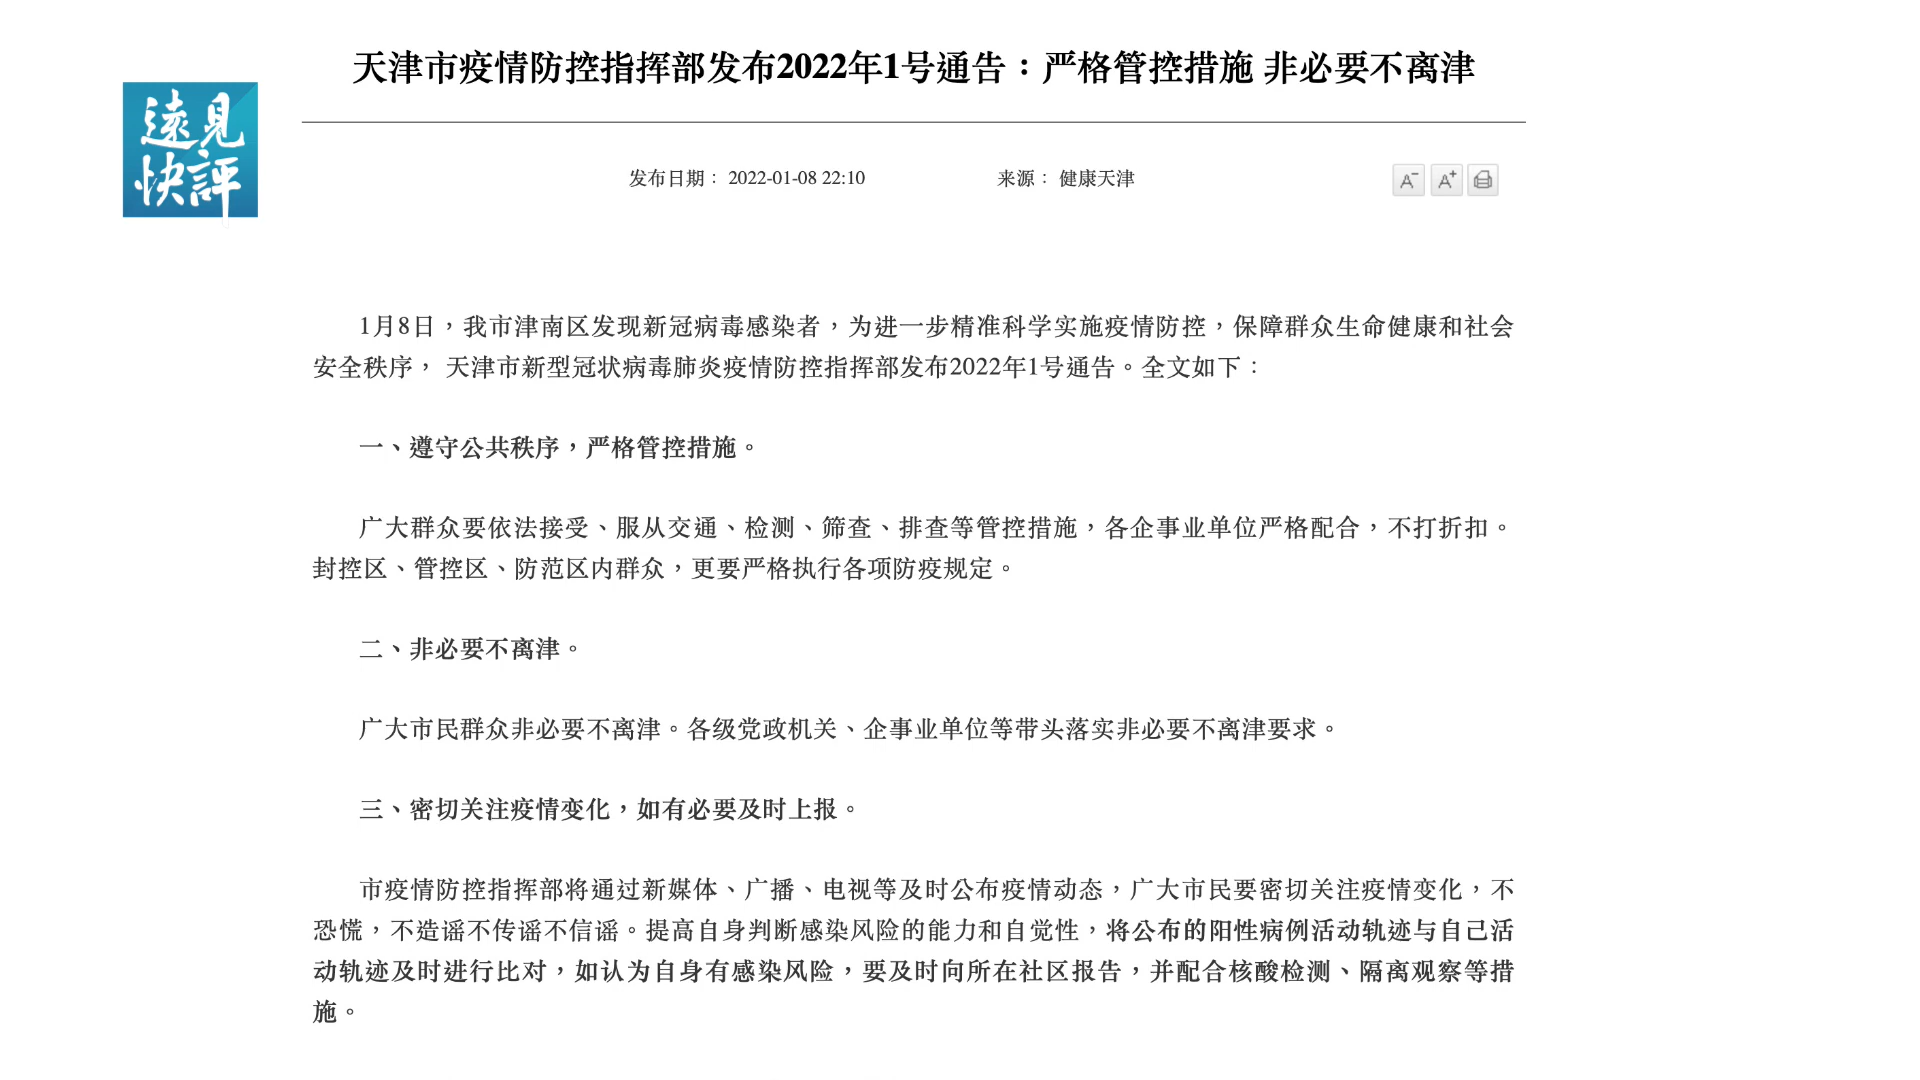 天津市疫情防控指挥部发布2022年1号通告：严格管控措施 非必要不离津
遠見
快評
发布日期： 2022-01-08 22:10 来源： 健康天津
A- A+
1月8日，我市津南区发现新冠病毒感染者，为进一步精准科学实施疫情防控，保障群众生命健康和社会
安全秩序， 天津市新型冠状病毒肺炎疫情防控指挥部发布2022年1号通告。全文如下：
一、遵守公共秩序，严格管控措施。
广大群众要依法接受、服从交通、检测、筛查、排查等管控措施，各企事业单位严格配合，不打折扣。
封控区、管控区、防范区内群众，更要严格执行各项防疫规定。
二、非必要不离津。
广大市民群众非必要不离津。各级党政机关、企事业单位等带头落实非必要不离津要求。
三、密切关注疫情变化，如有必要及时上报。
市疫情防控指挥部将通过新媒体、广播、电视等及时公布疫情动态，广大市民要密切关注疫情变化，不
恐慌，不造谣不传谣不信谣。提高自身判断感染风险的能力和自觉性，将公布的阳性病例活动轨迹与自己活
动轨迹及时进行比对，如认为自身有感染风险，要及时向所在社区报告，并配合核酸检测、隔离观察等措
施。